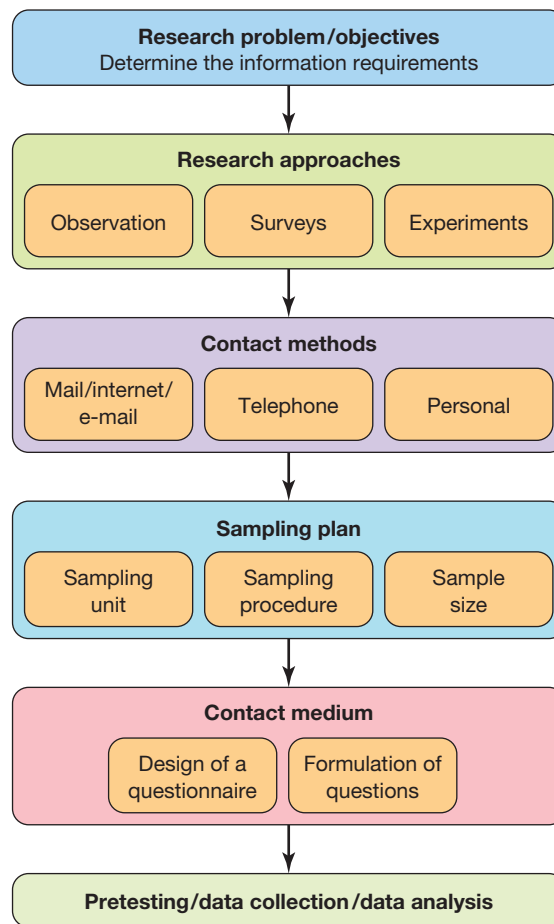 Research problem/objectives
Determine the information requirements
Research approaches
Observation
Surveys
Experiments
Contact methods
Mail/internet/
e-mail
Telephone
Personal
Sampling plan
Sampling
unit
Sampling
procedure
Sample
size
Contact medium
Design of a
questionnaire
Formulation of
questions
Pretesting/data collection/data analysis